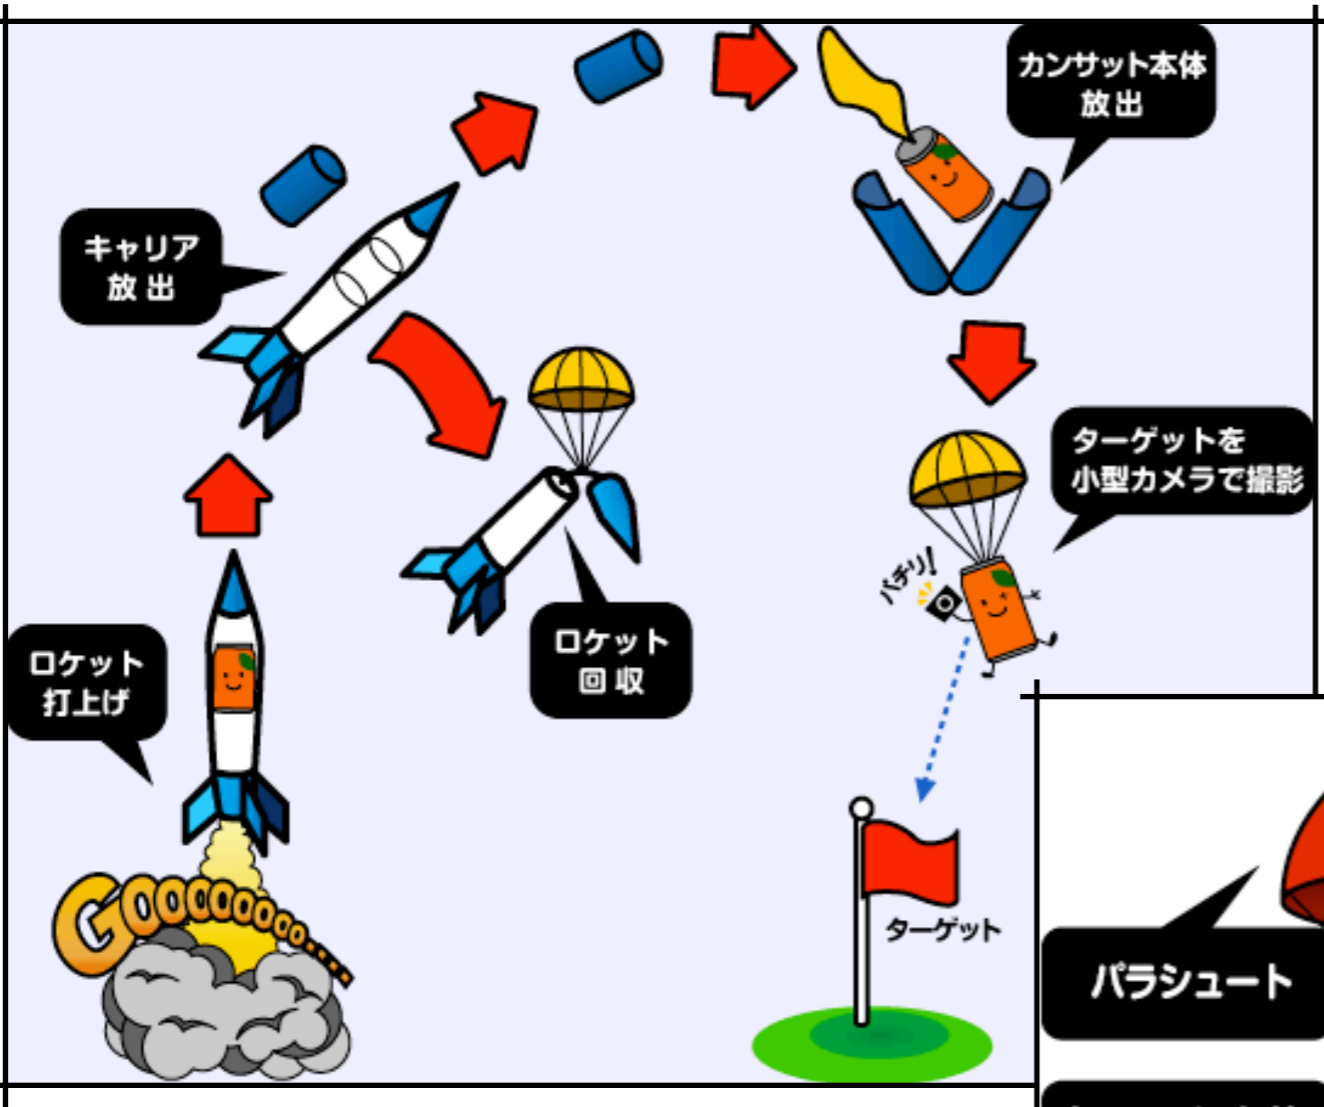 カンサット本体
放出
キャリア
放出
ターゲットを
小型カメラで撮影
パチリ!
ロケット
回収
ロケット
打上げ
Gooooooooo....
ターゲット
パラシュート